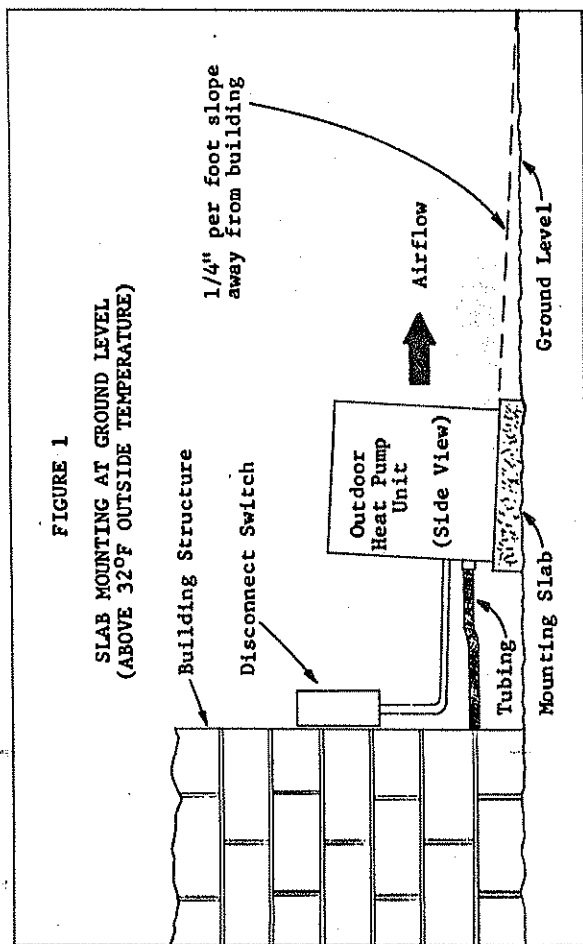 FIGURE 1
SLAB MOUNTING AT GROUND LEVEL
(ABOVE 32°F OUTSIDE TEMPERATURE)
Building Structure
Disconnect Switch
1/4" per foot slope
away from building
Outdoor
Heat Pump
Unit
(Side View)
Airflow
Tubing
Mounting Slab
Ground Level